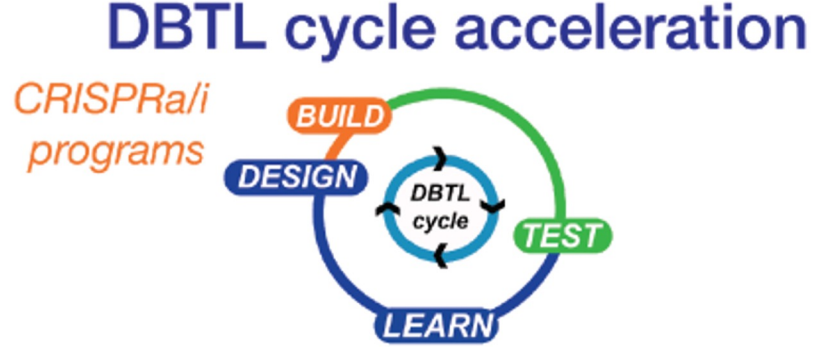 DBTL cycle acceleration
CRISPRa/i
programs
BUILD
DESIGN
DBTL
cycle
TEST
LEARN